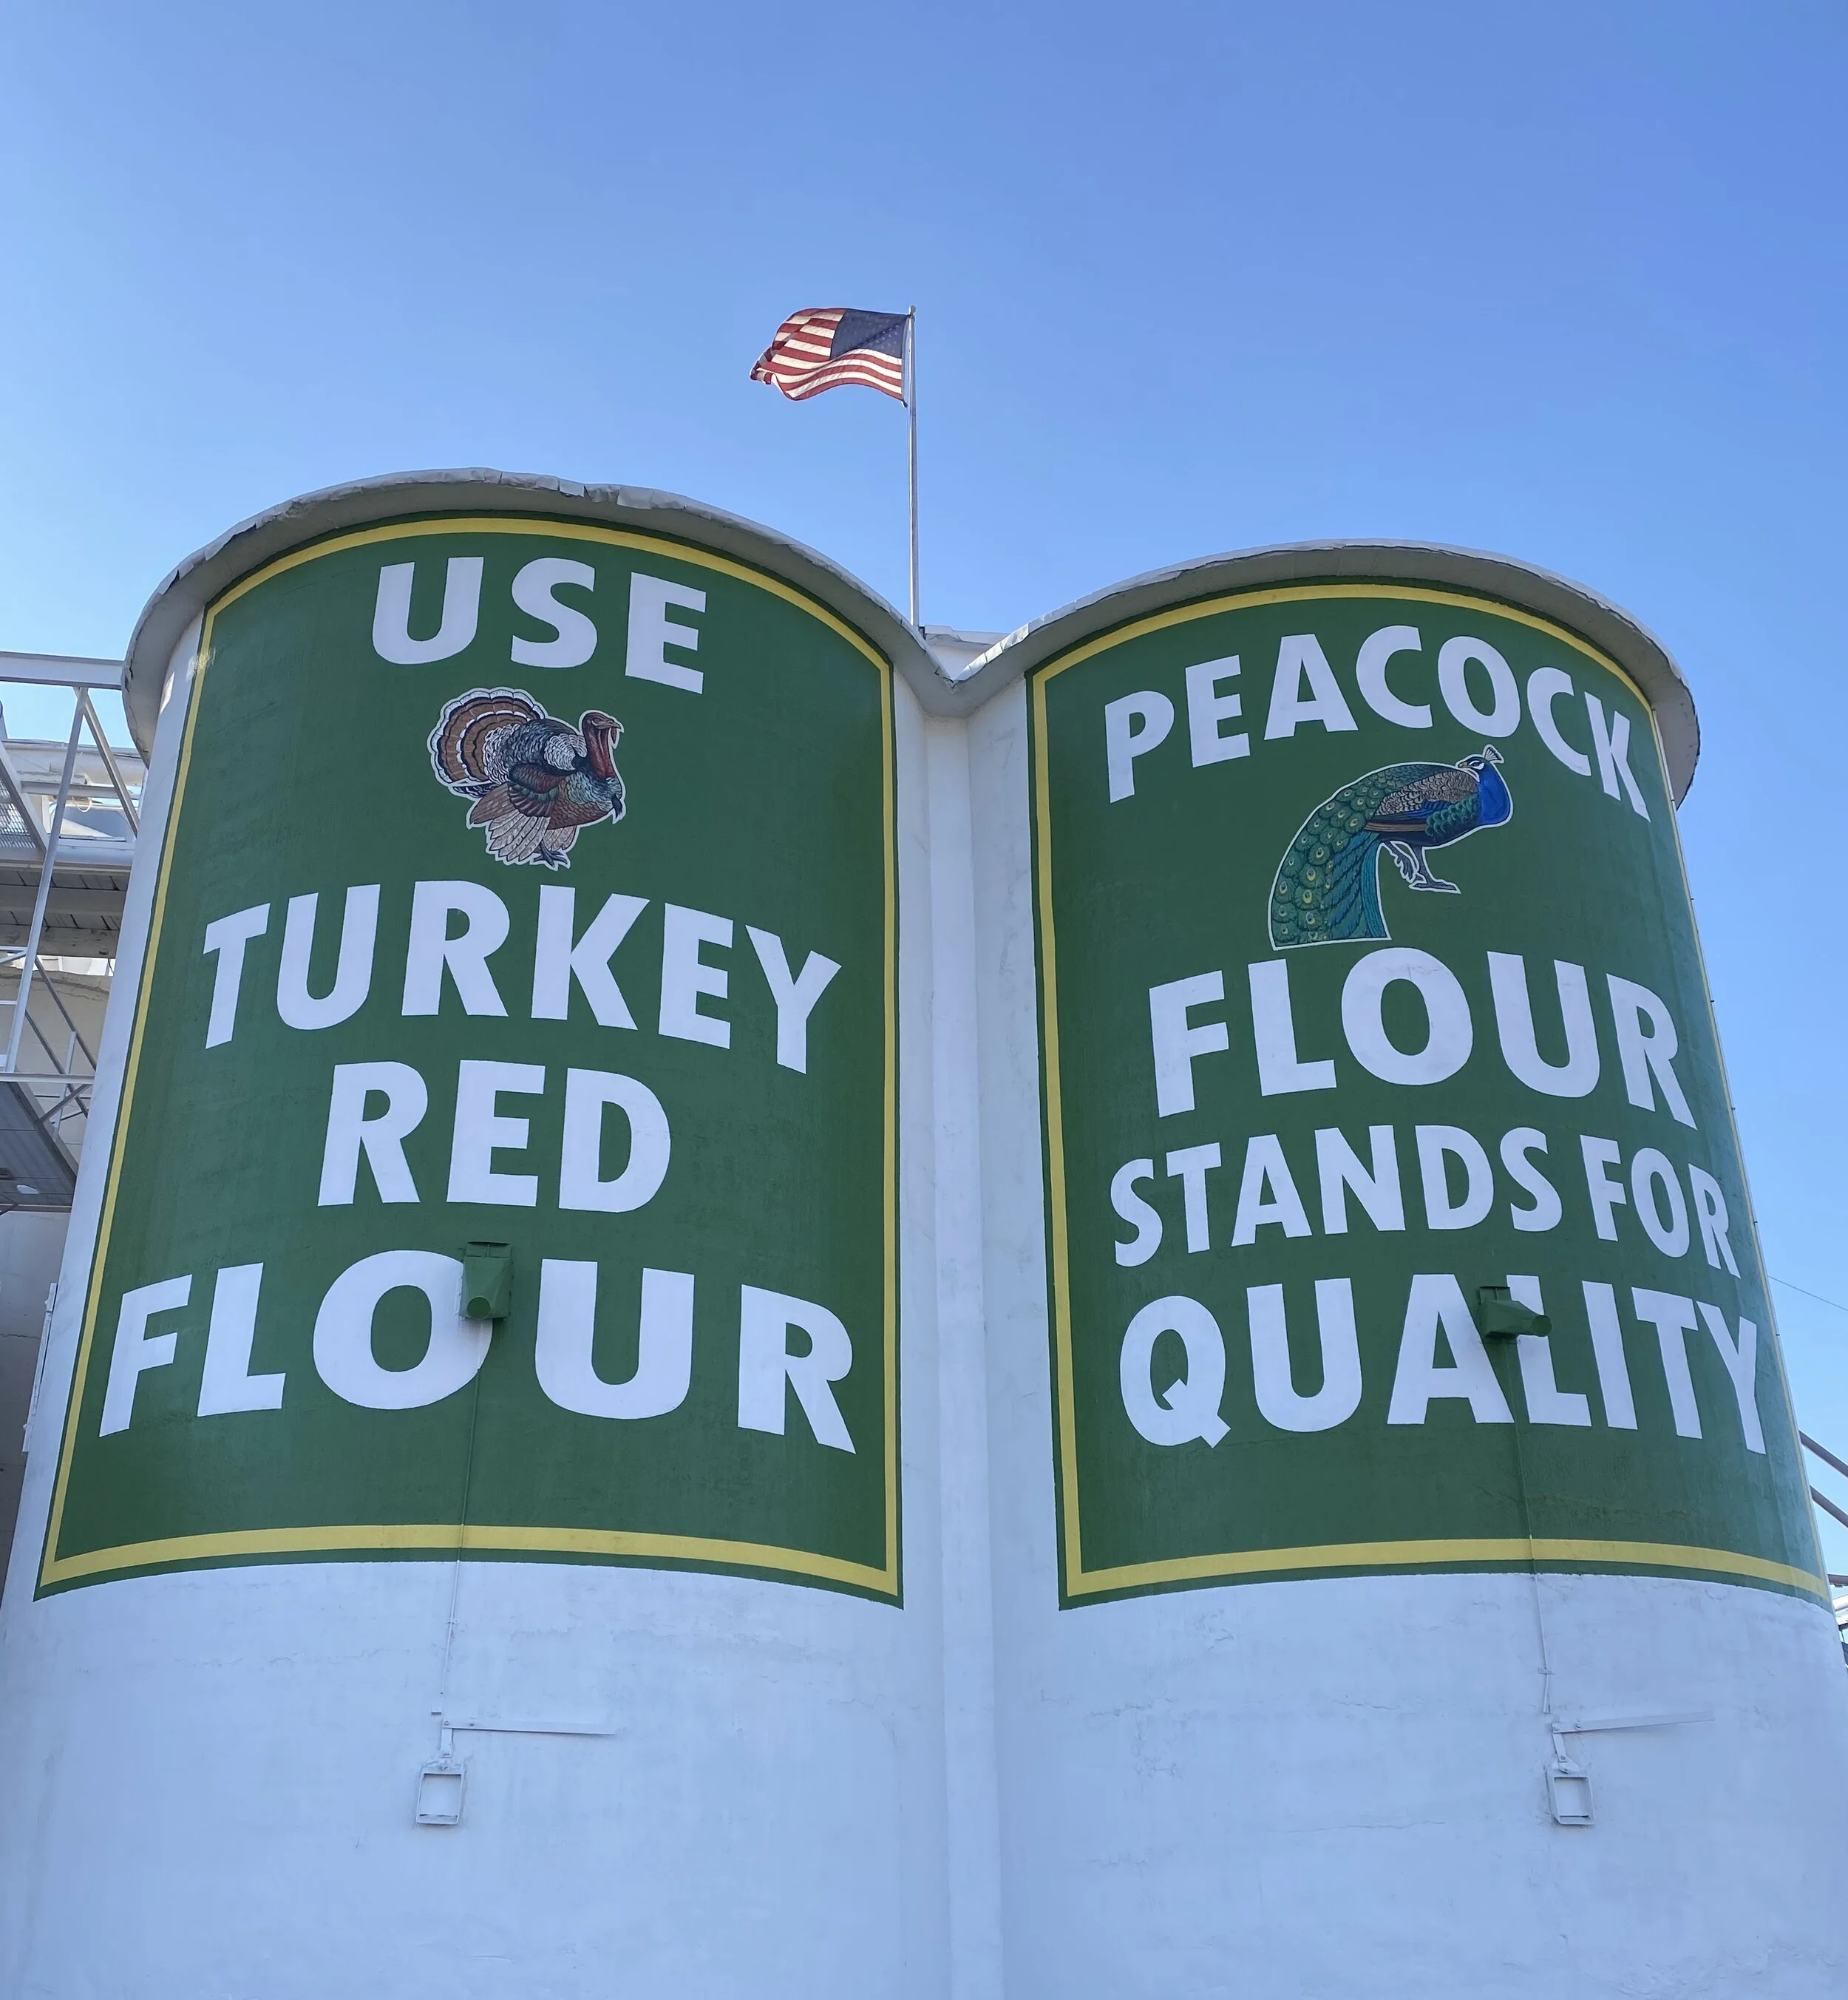 USE
TURKEY
RED
FLOUR
PEACOCK
FLOUR
STANDS FOR
QUALITY